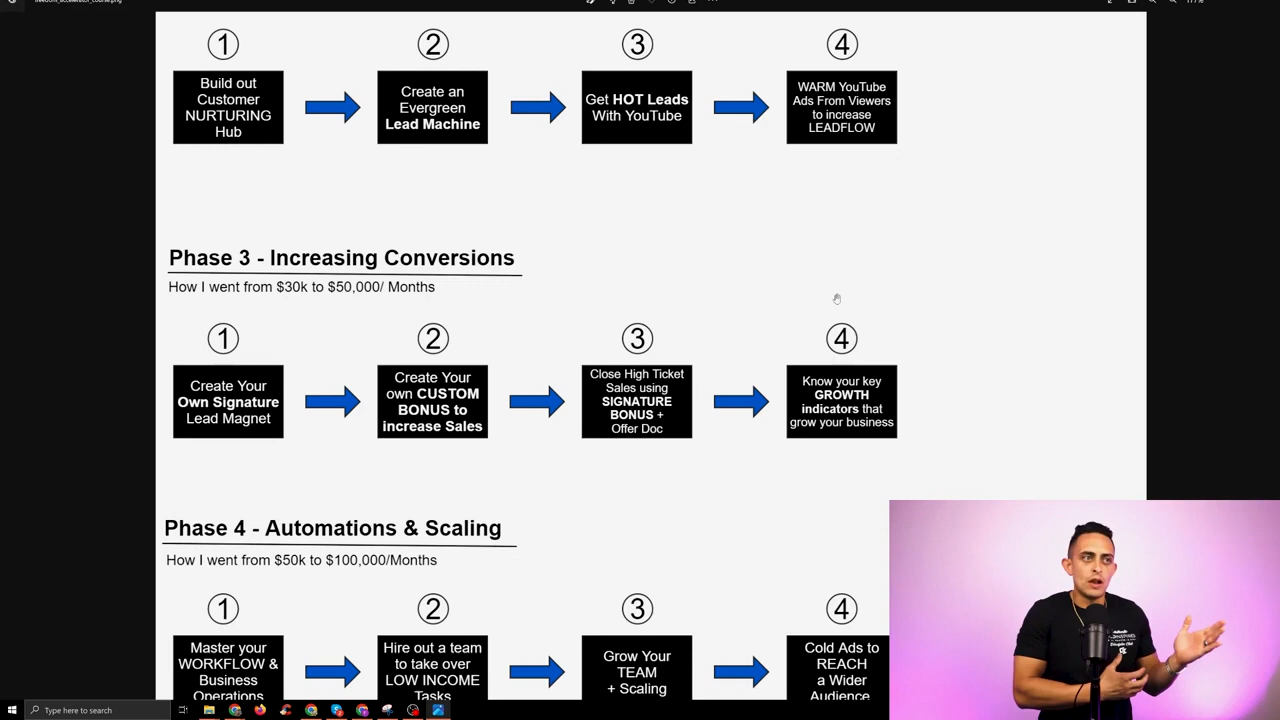 freedom_accelerator_course.png
177%
1
2
3
4
Build out
Customer
NURTURING
Hub
Create an
Evergreen
Lead Machine
Get HOT Leads
With YouTube
WARM YouTube
Ads From Viewers
to increase
LEADFLOW
Phase 3 - Increasing Conversions
How I went from $30k to $50,000/ Months
1
2
3
4
Create Your
Own Signature
Lead Magnet
Create Your
own CUSTOM
BONUS to
increase Sales
Close High Ticket
Sales using
SIGNATURE
BONUS +
Offer Doc
Know your key
GROWTH
indicators that
grow your business
Phase 4 - Automations & Scaling
How I went from $50k to $100,000/Months
1
2
3
4
Master your
WORKFLOW &
Business
Operations
Hire out a team
to take over
LOW INCOME
Tasks
Grow Your
TEAM
+ Scaling
Cold Ads to
REACH
a Wider
Audience
Type here to search